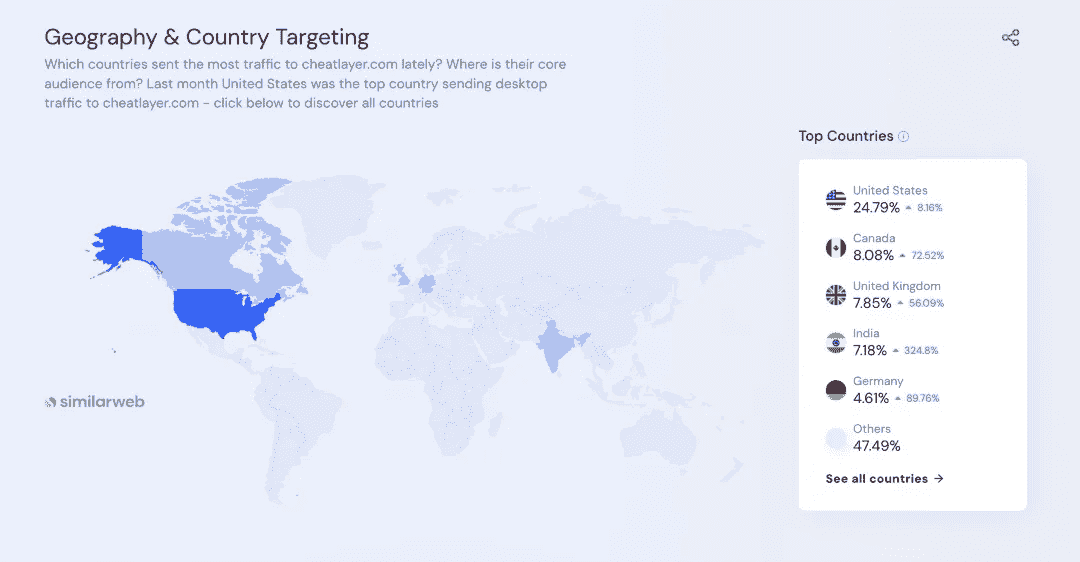 Geography & Country Targeting
Which countries sent the most traffic to cheatlayer.com lately? Where is their core
audience from? Last month United States was the top country sending desktop
traffic to cheatlayer.com - click below to discover all countries
Top Countries
United States
24.79% 8.16%
Canada
8.08% 72.52%
United Kingdom
7.85% 56.09%
India
7.18% 324.8%
Germany
4.61% 89.76%
Others
47.49%
See all countries →
similarweb